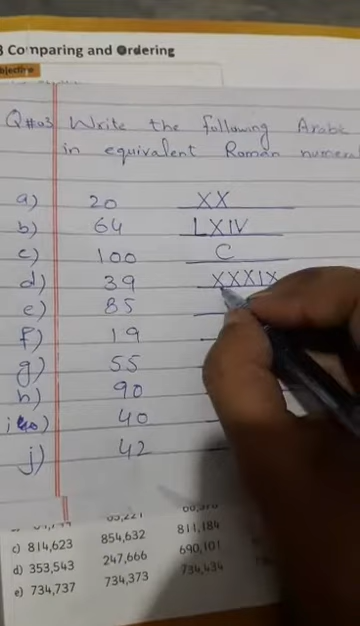 3 Comparing and Ordering
bjective
Q#03 Write the following Arabic
in equivalent Roman numeral
a) 20 XX
b) 64 LXIV
c) 100 C
d) 39 XXXIX
e) 85
f) 19
g) 55
h) 90
i) 40
j) 42
c) 814,623 854,632 811,184
d) 353,543 247,666 690,101
e) 734,737 734,373 734,434